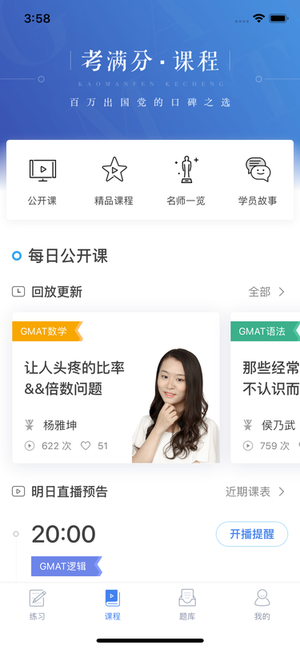 3:58
考满分·课程
KAOMANFEN KECHENG
百万出国党的口碑之选
公开课
精品课程
名师一览
学员故事
每日公开课
回放更新
全部
GMAT数学
让人头疼的比率
&&倍数问题
杨雅坤
622 次
51
GMAT语法
那些经常
不认识而
侯乃武
759 次
明日直播预告
近期课表
20:00
开播提醒
GMAT逻辑
练习
课程
题库
我的